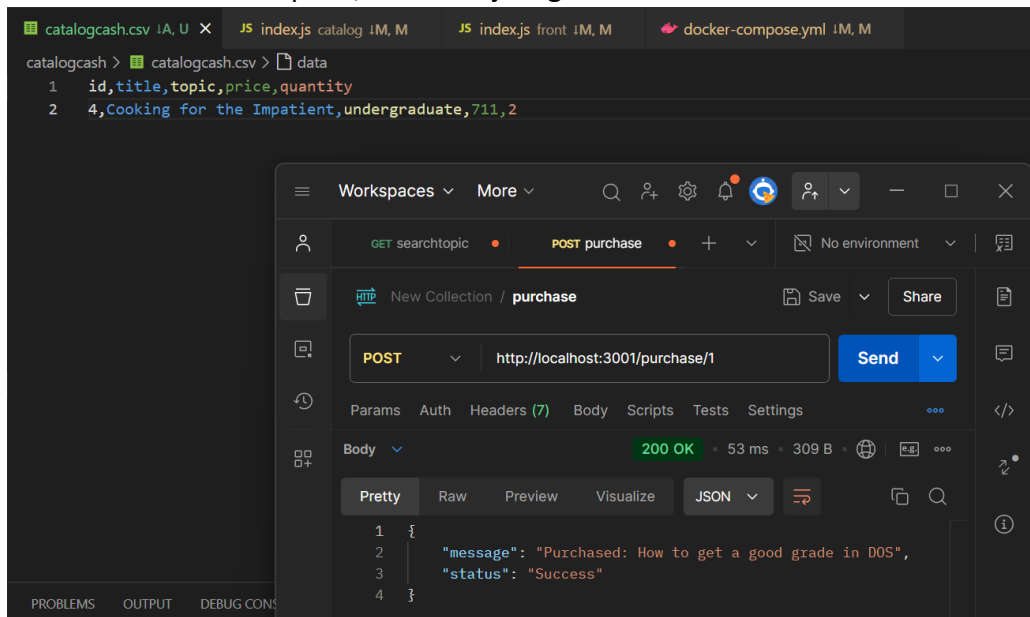 catalogcash.csv ↓A, U ×
JS index.js catalog ↓M, M
JS index.js front ↓M, M
docker-compose.yml ↓M, M
catalogcash > catalogcash.csv > data
1 id,title,topic,price,quantity
2 4,Cooking for the Impatient,undergraduate,711,2
Workspaces More
GET searchtopic
POST purchase
No environment
HTTP New Collection / purchase
Save
Share
POST
http://localhost:3001/purchase/1
Send
Params Auth Headers (7) Body Scripts Tests Settings
Body
200 OK • 53 ms • 309 B
e.g.
Pretty Raw Preview Visualize JSON
1 {
2 "message": "Purchased: How to get a good grade in DOS",
3 "status": "Success"
4 }
PROBLEMS OUTPUT DEBUG CONS